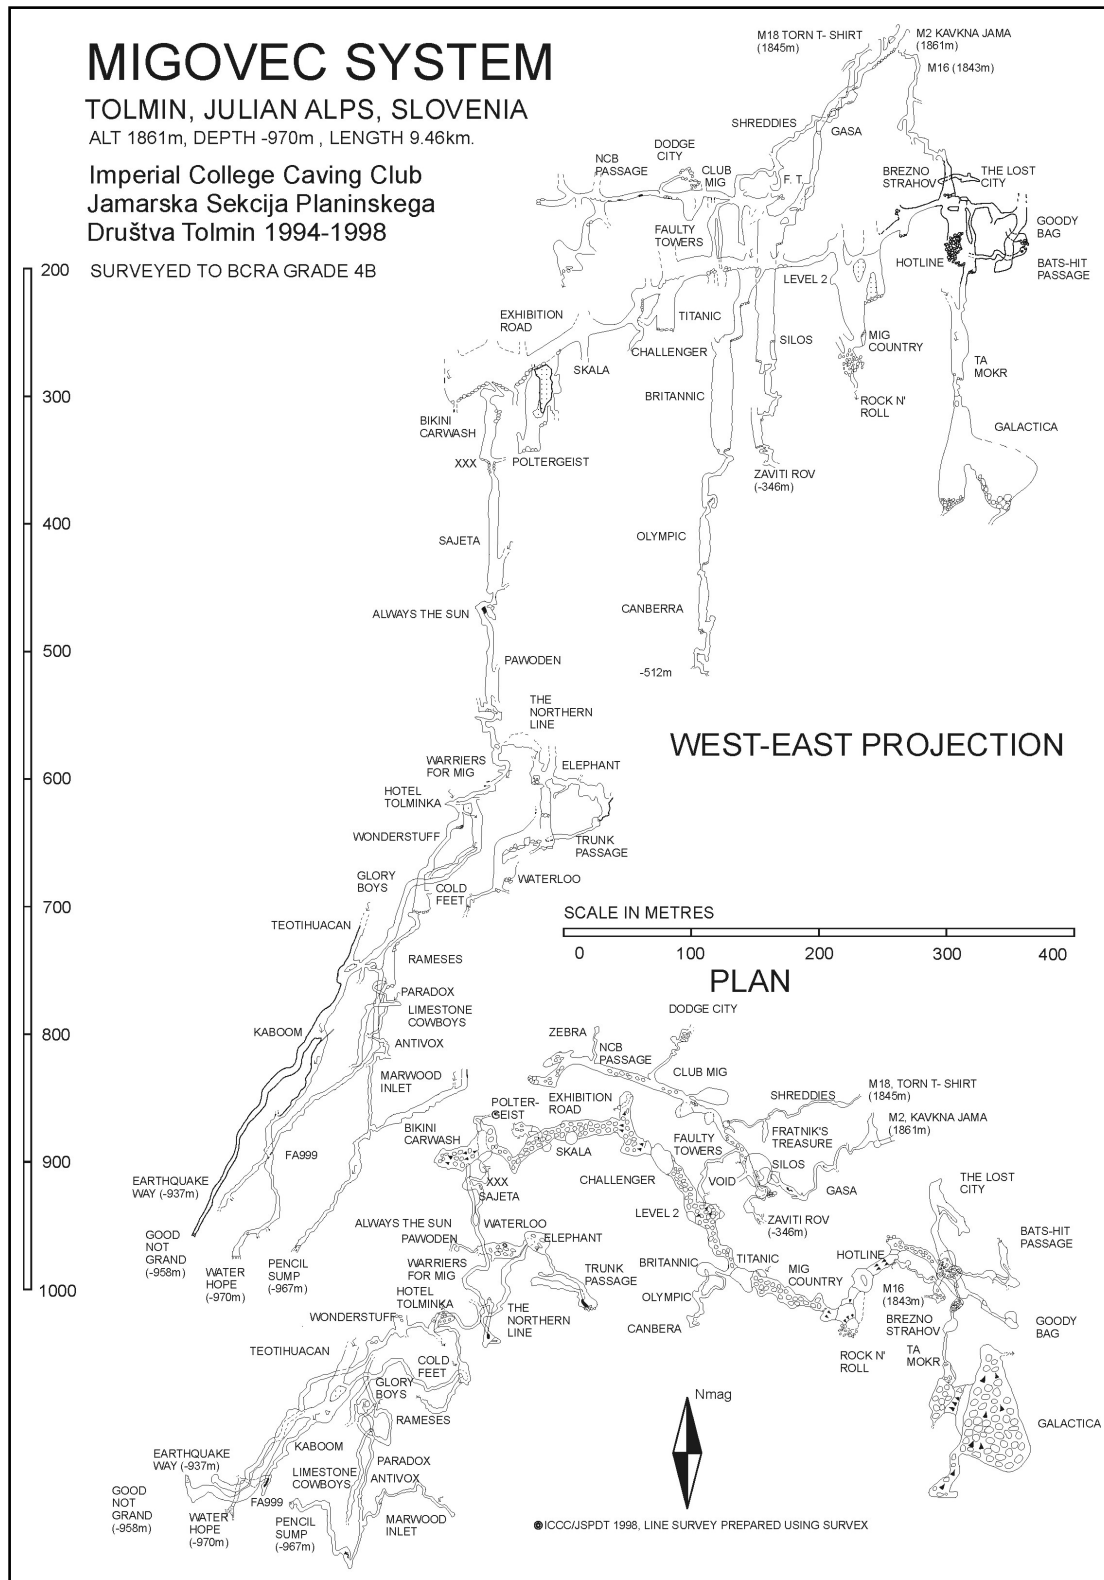 MIGOVEC SYSTEM
TOLMIN, JULIAN ALPS, SLOVENIA
ALT 1861m, DEPTH -970m , LENGTH 9.46km.
Imperial College Caving Club
Jamarska Sekcija Planinskega
Društva Tolmin 1994-1998
SURVEYED TO BCRA GRADE 4B
M18 TORN T- SHIRT
(1845m)
M2 KAVKNA JAMA
(1861m)
M16 (1843m)
SHREDDIES
GASA
DODGE
CITY
NCB
PASSAGE
CLUB
MIG
F. T.
BREZNO
STRAHOV
THE LOST
CITY
FAULTY
TOWERS
GOODY
BAG
HOTLINE
BATS-HIT
PASSAGE
LEVEL 2
EXHIBITION
ROAD
TITANIC
CHALLENGER
SILOS
MIG
COUNTRY
SKALA
TA
MOKR
BRITANNIC
ROCK N'
ROLL
BIKINI
CARWASH
GALACTICA
XXX
POLTERGEIST
ZAVITI ROV
(-346m)
SAJETA
OLYMPIC
ALWAYS THE SUN
CANBERRA
PAWODEN
-512m
THE
NORTHERN
LINE
WEST-EAST PROJECTION
WARRIERS
FOR MIG
ELEPHANT
HOTEL
TOLMINKA
WONDERSTUFF
TRUNK
PASSAGE
GLORY
BOYS
COLD
FEET
WATERLOO
TEOTIHUACAN
RAMESES
PARADOX
LIMESTONE
COWBOYS
KABOOM
ANTIVOX
MARWOOD
INLET
FA999
EARTHQUAKE
WAY (-937m)
GOOD
NOT
GRAND
(-958m)
WATER
HOPE
(-970m)
PENCIL
SUMP
(-967m)
200
300
400
500
600
700
800
900
1000
SCALE IN METRES
0 100 200 300 400
PLAN
DODGE CITY
ZEBRA
NCB
PASSAGE
CLUB MIG
M18, TORN T- SHIRT
(1845m)
SHREDDIES
M2, KAVKNA JAMA
(1861m)
POLTER-
GEIST
EXHIBITION
ROAD
BIKINI
CARWASH
FAULTY
TOWERS
FRATNIK'S
TREASURE
SKALA
SILOS
CHALLENGER
VOID
GASA
XXX
SAJETA
THE LOST
CITY
LEVEL 2
ZAVITI ROV
(-346m)
ALWAYS THE SUN
PAWODEN
WATERLOO
ELEPHANT
BATS-HIT
PASSAGE
HOTLINE
WARRIERS
FOR MIG
BRITANNIC
TITANIC
MIG
COUNTRY
TRUNK
PASSAGE
M16
(1843m)
HOTEL
TOLMINKA
OLYMPIC
THE
NORTHERN
LINE
WONDERSTUFF
CANBERA
BREZNO
STRAHOV
GOODY
BAG
ROCK N'
ROLL
TA
MOKR
TEOTIHUACAN
COLD
FEET
GLORY
BOYS
RAMESES
Nmag
GALACTICA
KABOOM
EARTHQUAKE
WAY (-937m)
PARADOX
LIMESTONE
COWBOYS
ANTIVOX
GOOD
NOT
GRAND
(-958m)
FA999
WATER
HOPE
(-970m)
PENCIL
SUMP
(-967m)
MARWOOD
INLET
ICCC/JSPDT 1998, LINE SURVEY PREPARED USING SURVEX